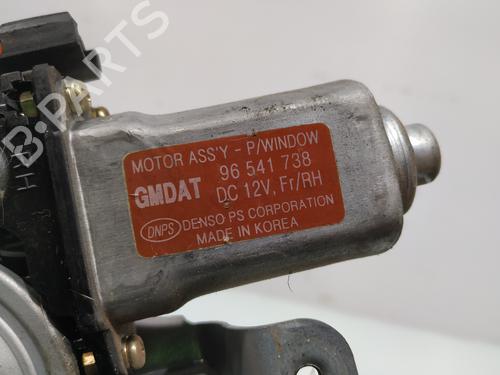 MOTOR ASS'Y - P/WINDOW
96 541 738
GMDAT
DC 12V, Fr/RH
DNPS DENSO PS CORPORATION
MADE IN KOREA
B-PARTS